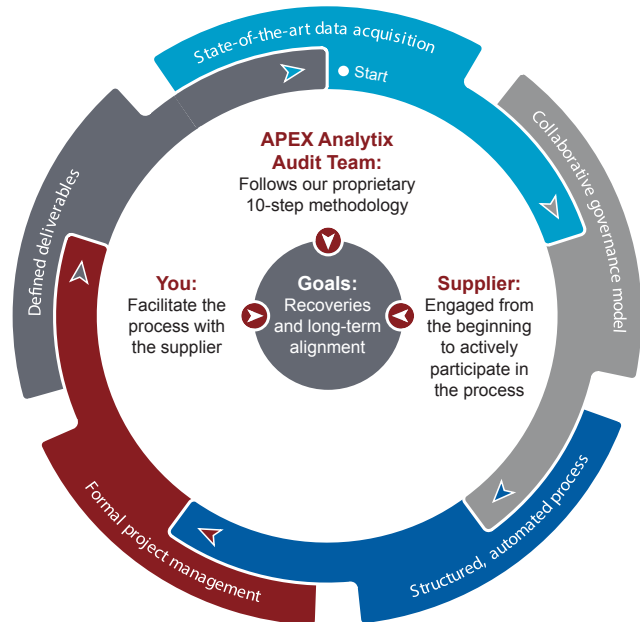 State-of-the-art data acquisition
Start
Collaborative governance model
Structured, automated process
Formal project management
Defined deliverables
APEX Analytix
Audit Team:
Follows our proprietary
10-step methodology
You:
Facilitate the
process with
the supplier
Goals:
Recoveries
and long-term
alignment
Supplier:
Engaged from
the beginning
to actively
participate in
the process